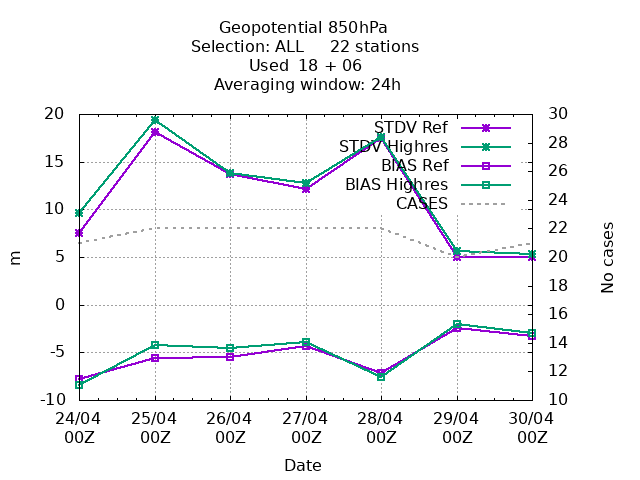 Geopotential 850hPa
Selection: ALL     22 stations
Used  18 + 06
Averaging window: 24h
20
15
10
5
0
-5
-10
m
30
28
26
24
22
20
18
16
14
12
10
No cases
STDV Ref
STDV Highres
BIAS Ref
BIAS Highres
CASES
24/04 25/04 26/04 27/04 28/04 29/04 30/04
00Z 00Z 00Z 00Z 00Z 00Z 00Z
Date